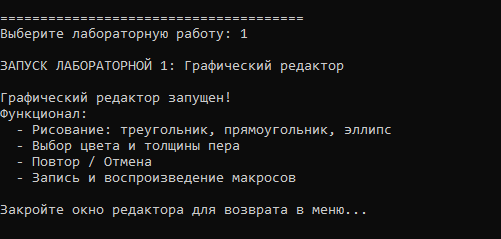 ======================================
Выберите лабораторную работу: 1
ЗАПУСК ЛАБОРАТОРНОЙ 1: Графический редактор
Графический редактор запущен!
Функционал:
- Рисование: треугольник, прямоугольник, эллипс
- Выбор цвета и толщины пера
- Повтор / Отмена
- Запись и воспроизведение макросов
Закройте окно редактора для возврата в меню...